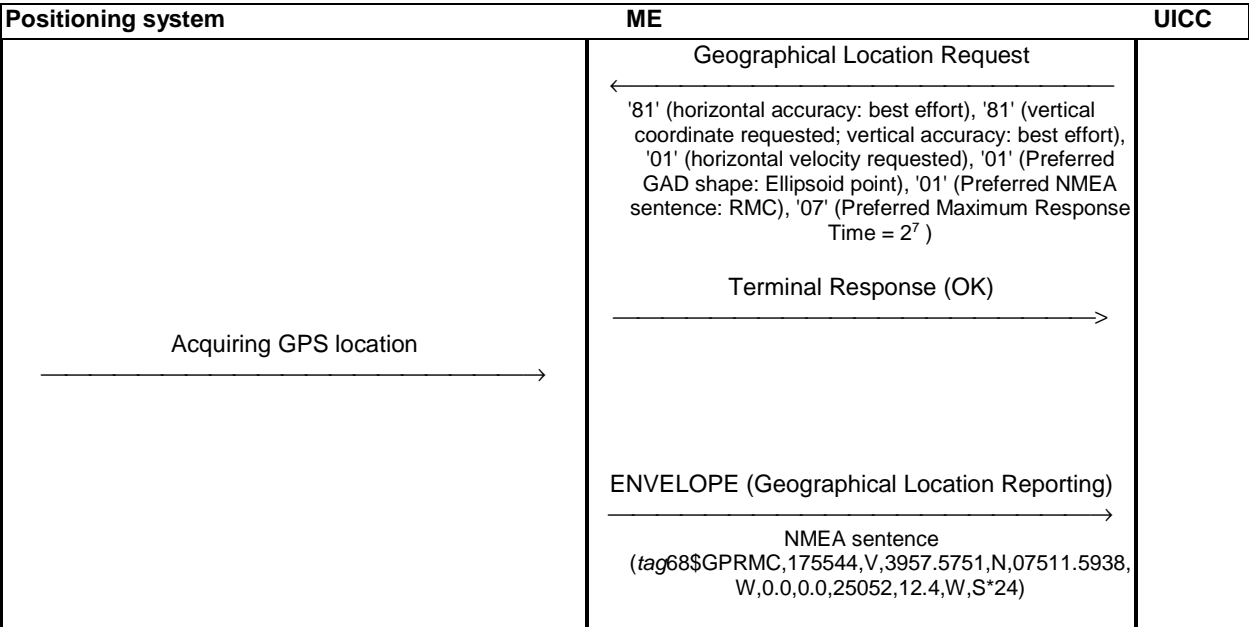 Positioning system ME UICC
Geographical Location Request
'81' (horizontal accuracy: best effort), '81' (vertical
coordinate requested; vertical accuracy: best effort),
'01' (horizontal velocity requested), '01' (Preferred
GAD shape: Ellipsoid point), '01' (Preferred NMEA
sentence: RMC), '07' (Preferred Maximum Response
Time = 2⁷ )
Terminal Response (OK)
Acquiring GPS location
ENVELOPE (Geographical Location Reporting)
NMEA sentence
(tag68$GPRMC,175544,V,3957.5751,N,07511.5938,
W,0.0,0.0,25052,12.4,W,S*24)